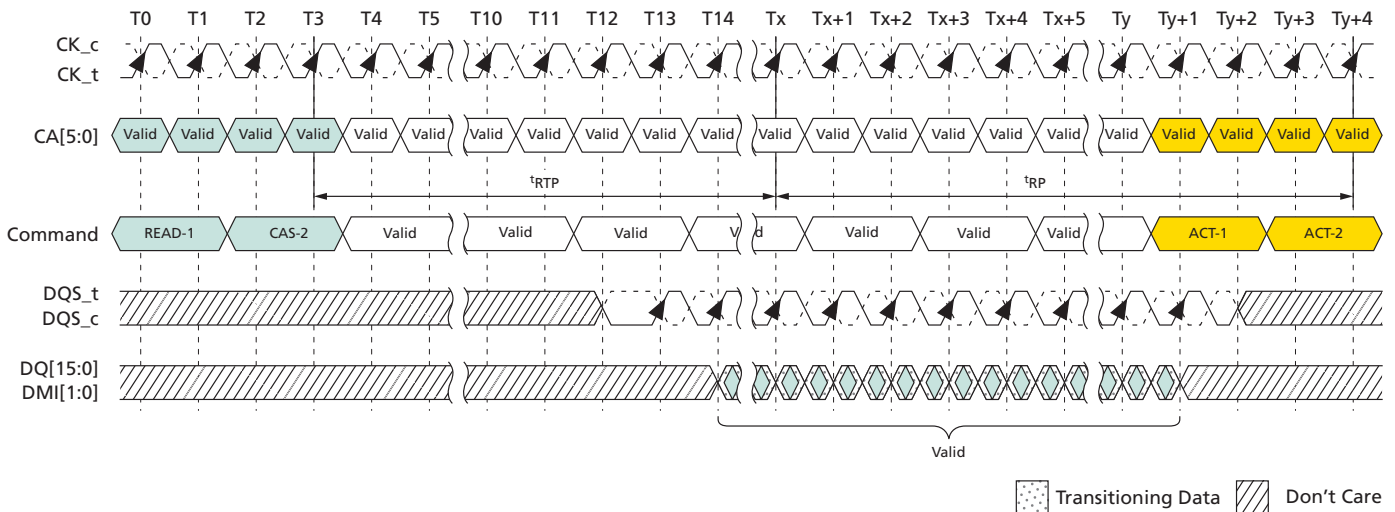 T0 T1 T2 T3 T4 T5 T10 T11 T12 T13 T14 Tx Tx+1 Tx+2 Tx+3 Tx+4 Tx+5 Ty Ty+1 Ty+2 Ty+3 Ty+4
CK_c
CK_t
CA[5:0] Valid Valid Valid Valid Valid Valid Valid Valid Valid Valid Valid Valid Valid Valid Valid Valid Valid Valid Valid Valid Valid Valid
tRTP tRP
Command READ-1 CAS-2 Valid Valid Valid Valid Valid Valid Valid ACT-1 ACT-2
DQS_t
DQS_c
DQ[15:0]
DMI[1:0]
Valid
Transitioning Data Don't Care